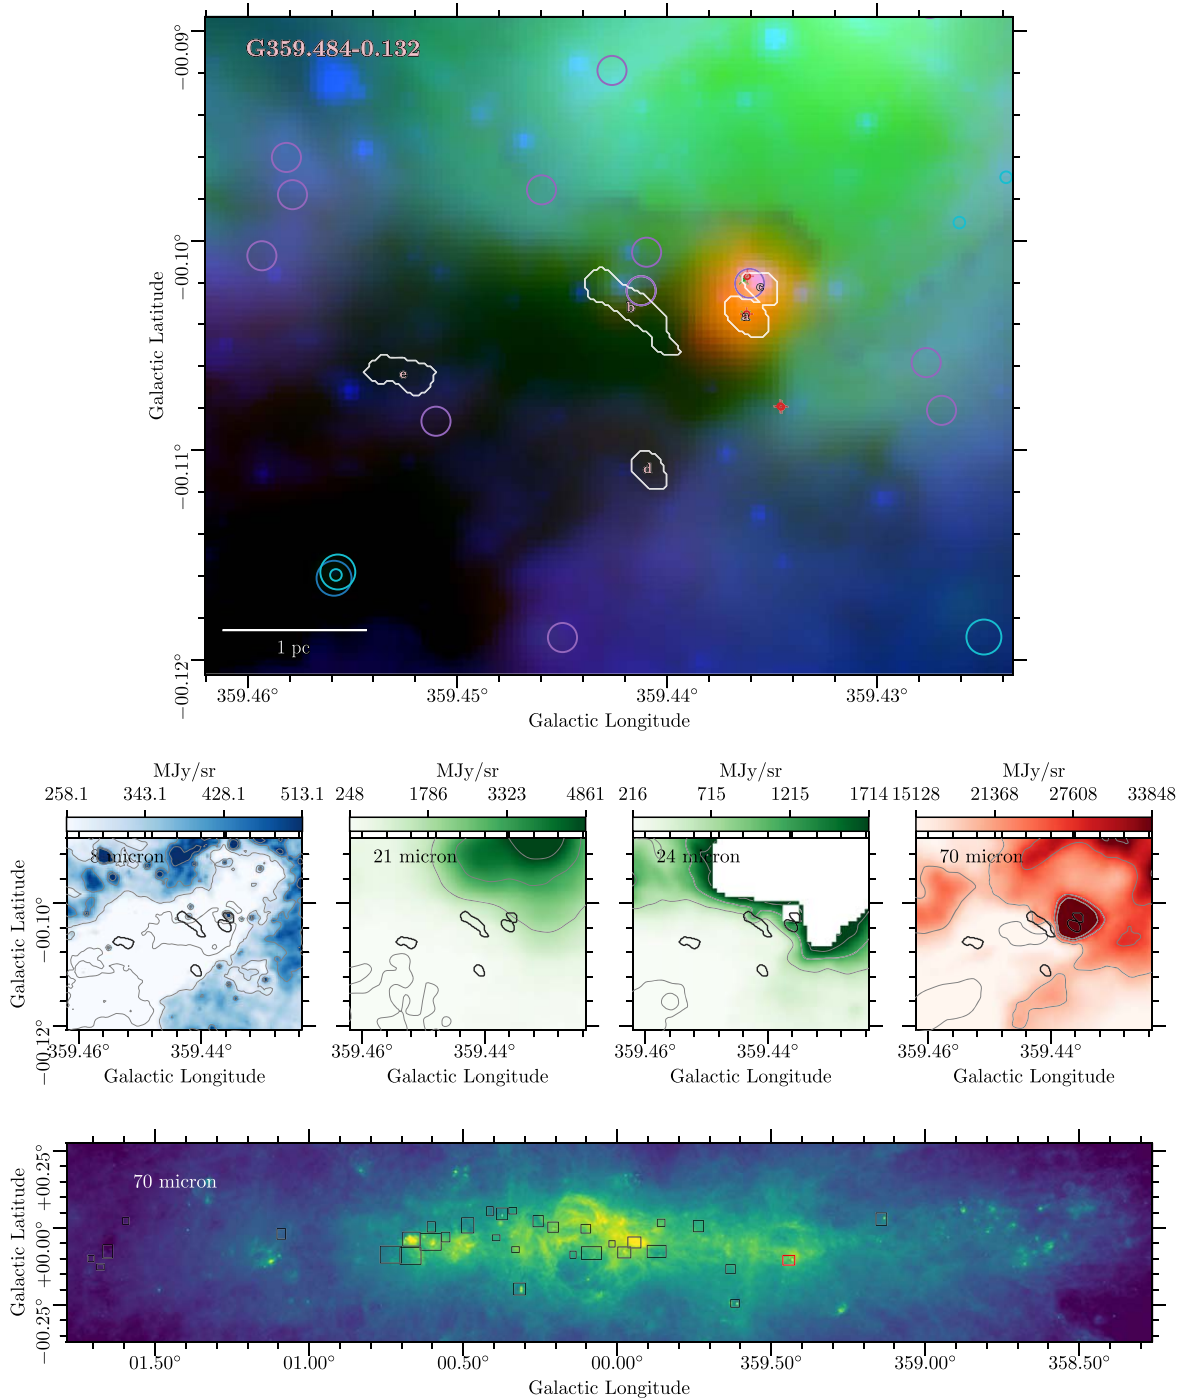 G359.484-0.132
−00.09°
−00.10°
−00.11°
−00.12°
Galactic Latitude
b
c
a
e
d
1 pc
359.46° 359.45° 359.44° 359.43°
Galactic Longitude
MJy/sr MJy/sr MJy/sr MJy/sr
258.1 343.1 428.1 513.1 248 1786 3323 4861 216 715 1215 1714 15128 21368 27608 33848
8 micron 21 micron 24 micron 70 micron
Galactic Latitude
−00.10°
−00.12°
359.46° 359.44° 359.46° 359.44° 359.46° 359.44° 359.46° 359.44°
Galactic Longitude Galactic Longitude Galactic Longitude Galactic Longitude
70 micron
Galactic Latitude
+00.25°
+00.00°
−00.25°
01.50° 01.00° 00.50° 00.00° 359.50° 359.00° 358.50°
Galactic Longitude